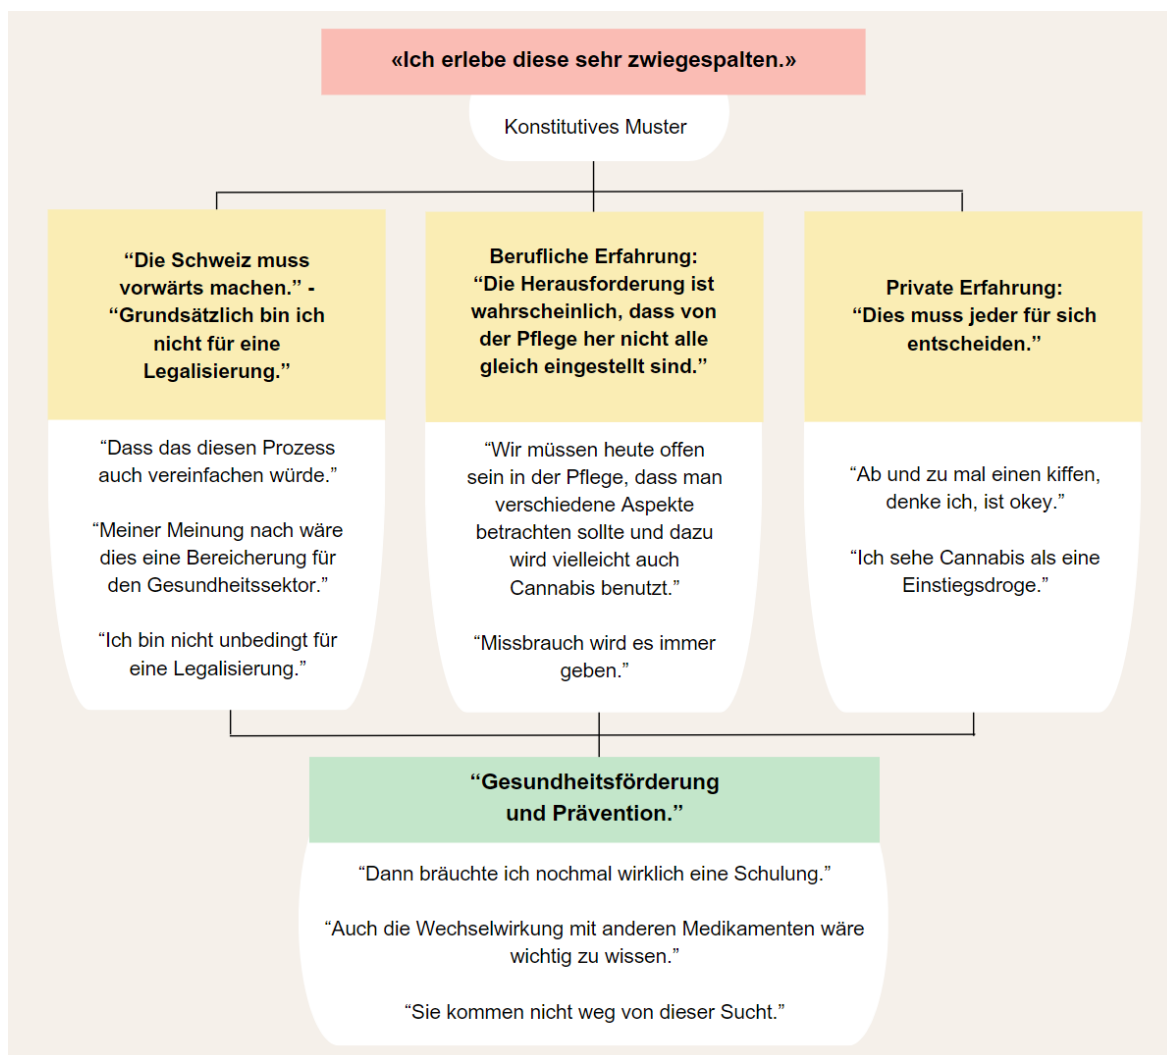 «Ich erlebe diese sehr zwiegespalten.»
Konstitutives Muster
“Die Schweiz muss
vorwärts machen.” -
“Grundsätzlich bin ich
nicht für eine
Legalisierung.”
“Dass das diesen Prozess
auch vereinfachen würde.”
“Meiner Meinung nach wäre
dies eine Bereicherung für
den Gesundheitssektor.”
“Ich bin nicht unbedingt für
eine Legalisierung.”
Berufliche Erfahrung:
“Die Herausforderung ist
wahrscheinlich, dass von
der Pflege her nicht alle
gleich eingestellt sind.”
“Wir müssen heute offen
sein in der Pflege, dass man
verschiedene Aspekte
betrachten sollte und dazu
wird vielleicht auch
Cannabis benutzt.”
“Missbrauch wird es immer
geben.”
Private Erfahrung:
“Dies muss jeder für sich
entscheiden.”
“Ab und zu mal einen kiffen,
denke ich, ist okey.”
“Ich sehe Cannabis als eine
Einstiegsdroge.”
“Gesundheitsförderung
und Prävention.”
“Dann bräuchte ich nochmal wirklich eine Schulung.”
“Auch die Wechselwirkung mit anderen Medikamenten wäre
wichtig zu wissen.”
“Sie kommen nicht weg von dieser Sucht.”